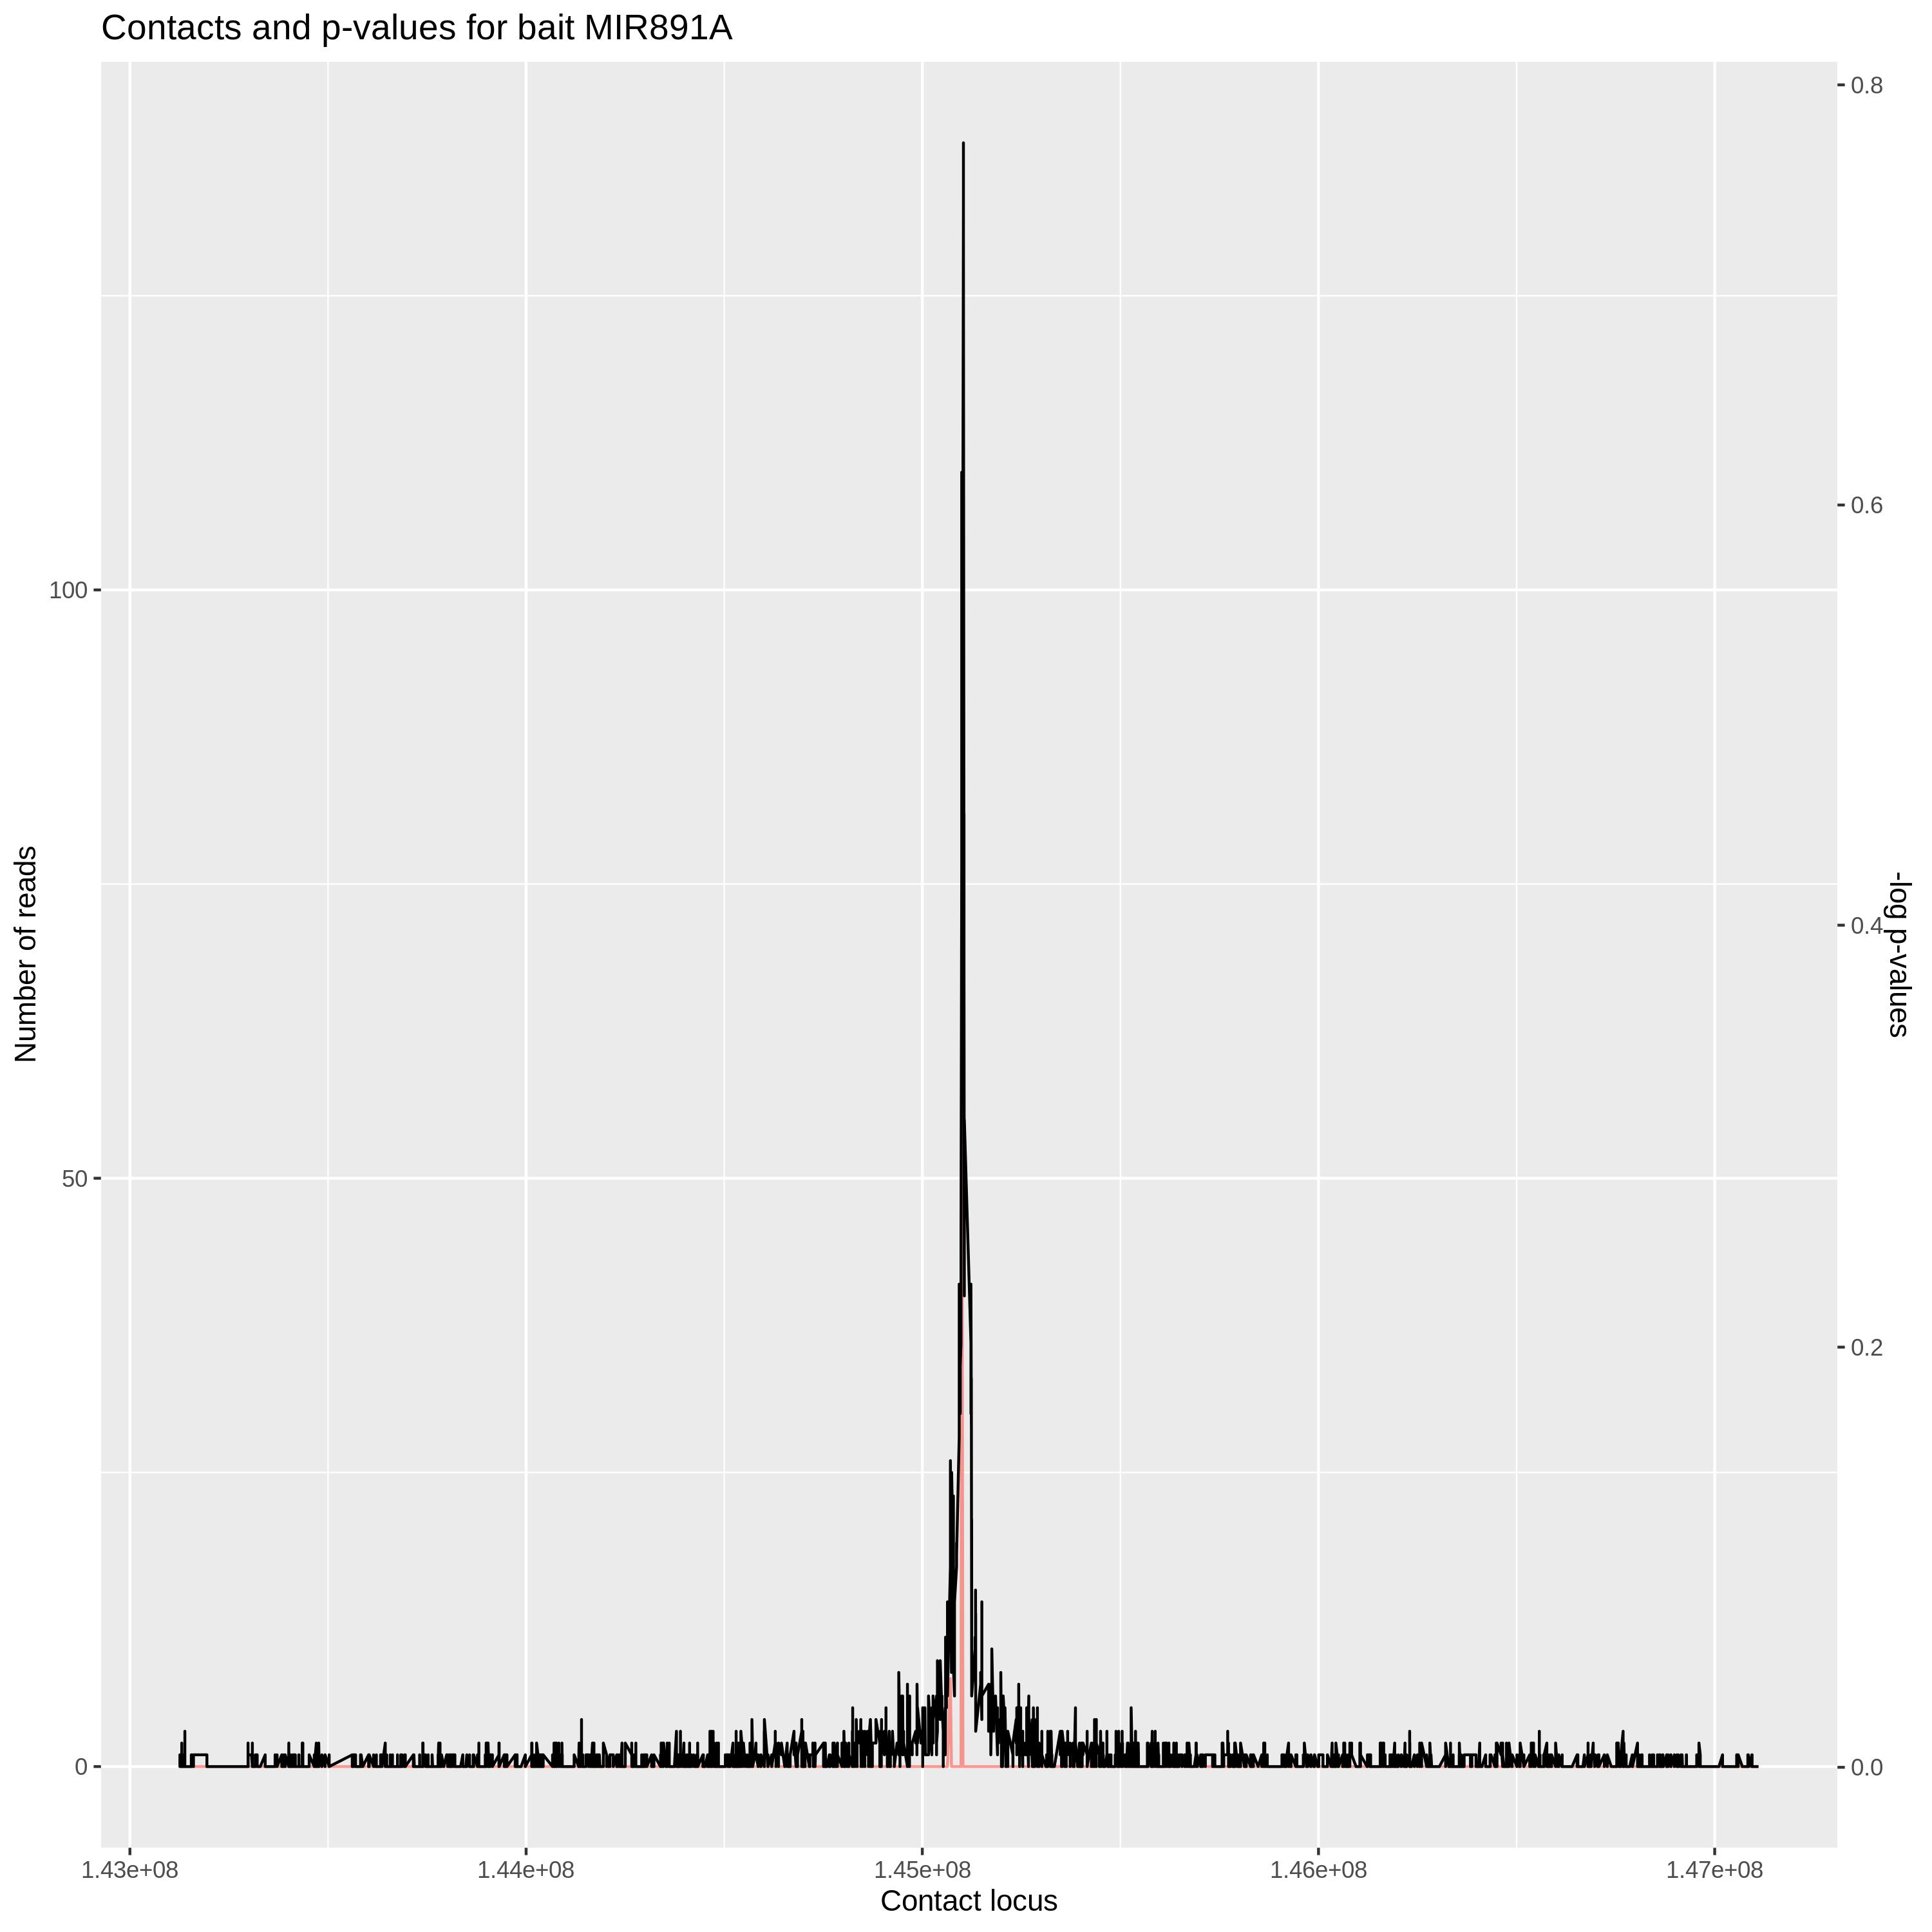 Contacts and p-values for bait MIR891A
0.8
0.6
100
0.4
Number of reads
-log p-values
50
0.2
0
0.0
1.43e+08
1.44e+08
1.45e+08
1.46e+08
1.47e+08
Contact locus